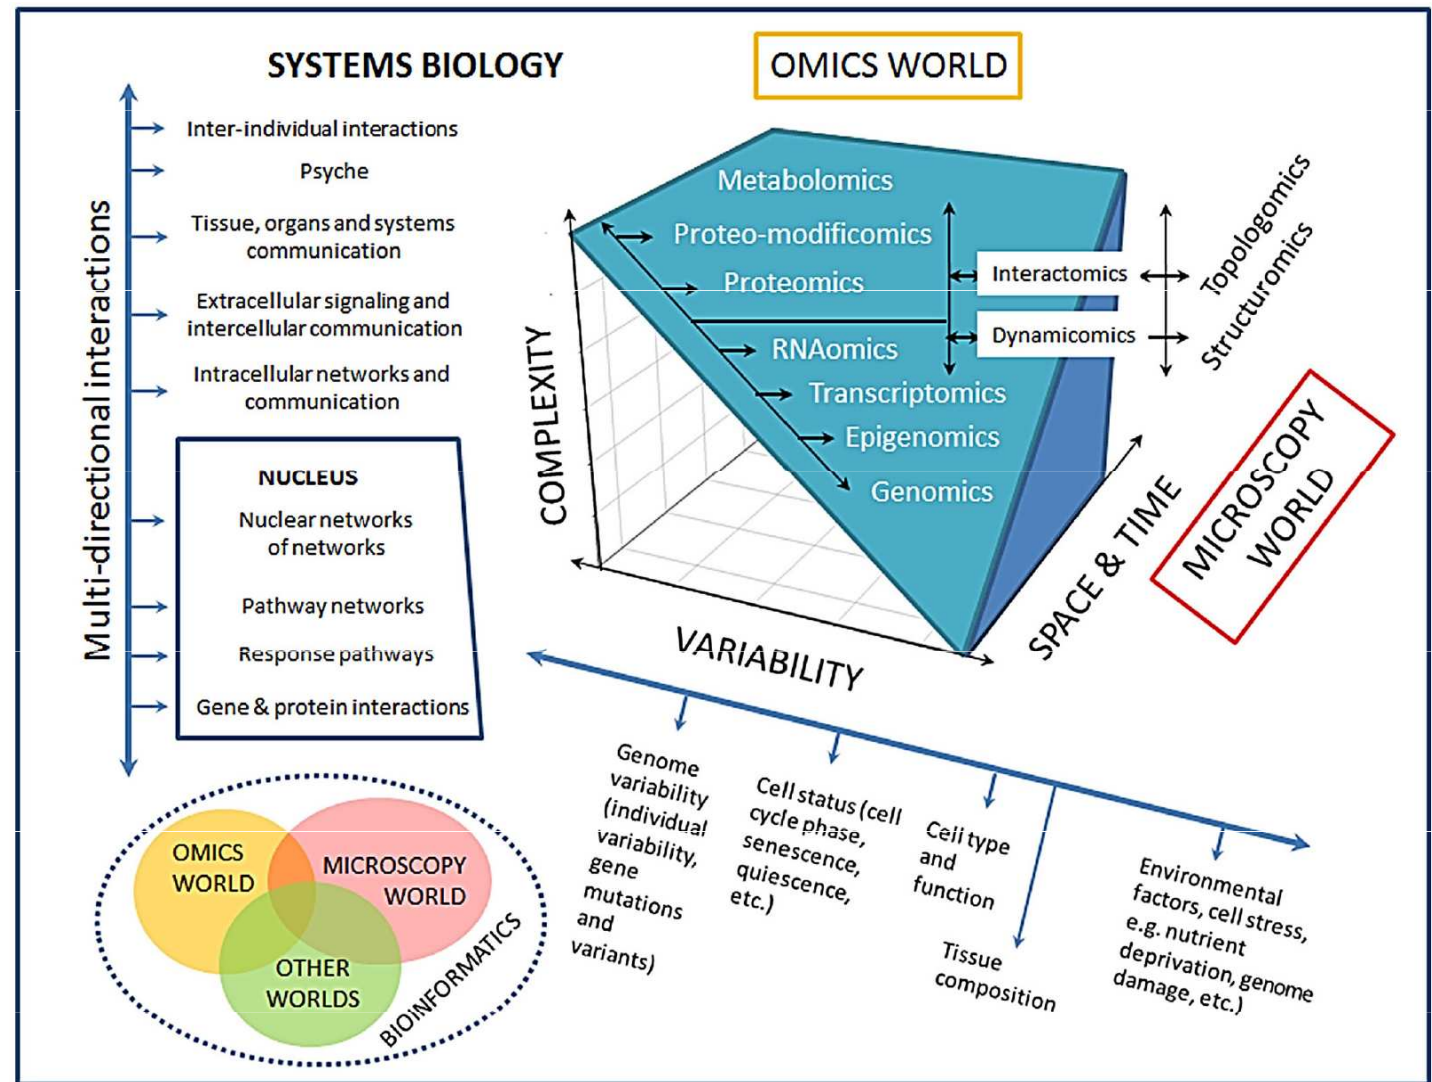 SYSTEMS BIOLOGY
OMICS WORLD
Multi-directional interactions
Inter-individual interactions
Psyche
Tissue, organs and systems
communication
Extracellular signaling and
intercellular communication
Intracellular networks and
communication
NUCLEUS
Nuclear networks
of networks
Pathway networks
Response pathways
Gene & protein interactions
COMPLEXITY
Metabolomics
Proteo-modificomics
Proteomics
RNAomics
Transcriptomics
Epigenomics
Genomics
Interactomics
Dynamicomics
Topologomics
Structuromics
MICROSCOPY
WORLD
SPACE & TIME
VARIABILITY
Genome
variability
(individual
variability,
gene
mutations
and
variants)
Cell status (cell
cycle phase,
senescence,
quiescence,
etc.)
Cell type
and
function
Tissue
composition
Environmental
factors, cell stress,
e.g. nutrient
deprivation, genome
damage, etc.)
OMICS
WORLD
MICROSCOPY
WORLD
OTHER
WORLDS
BIOINFORMATICS